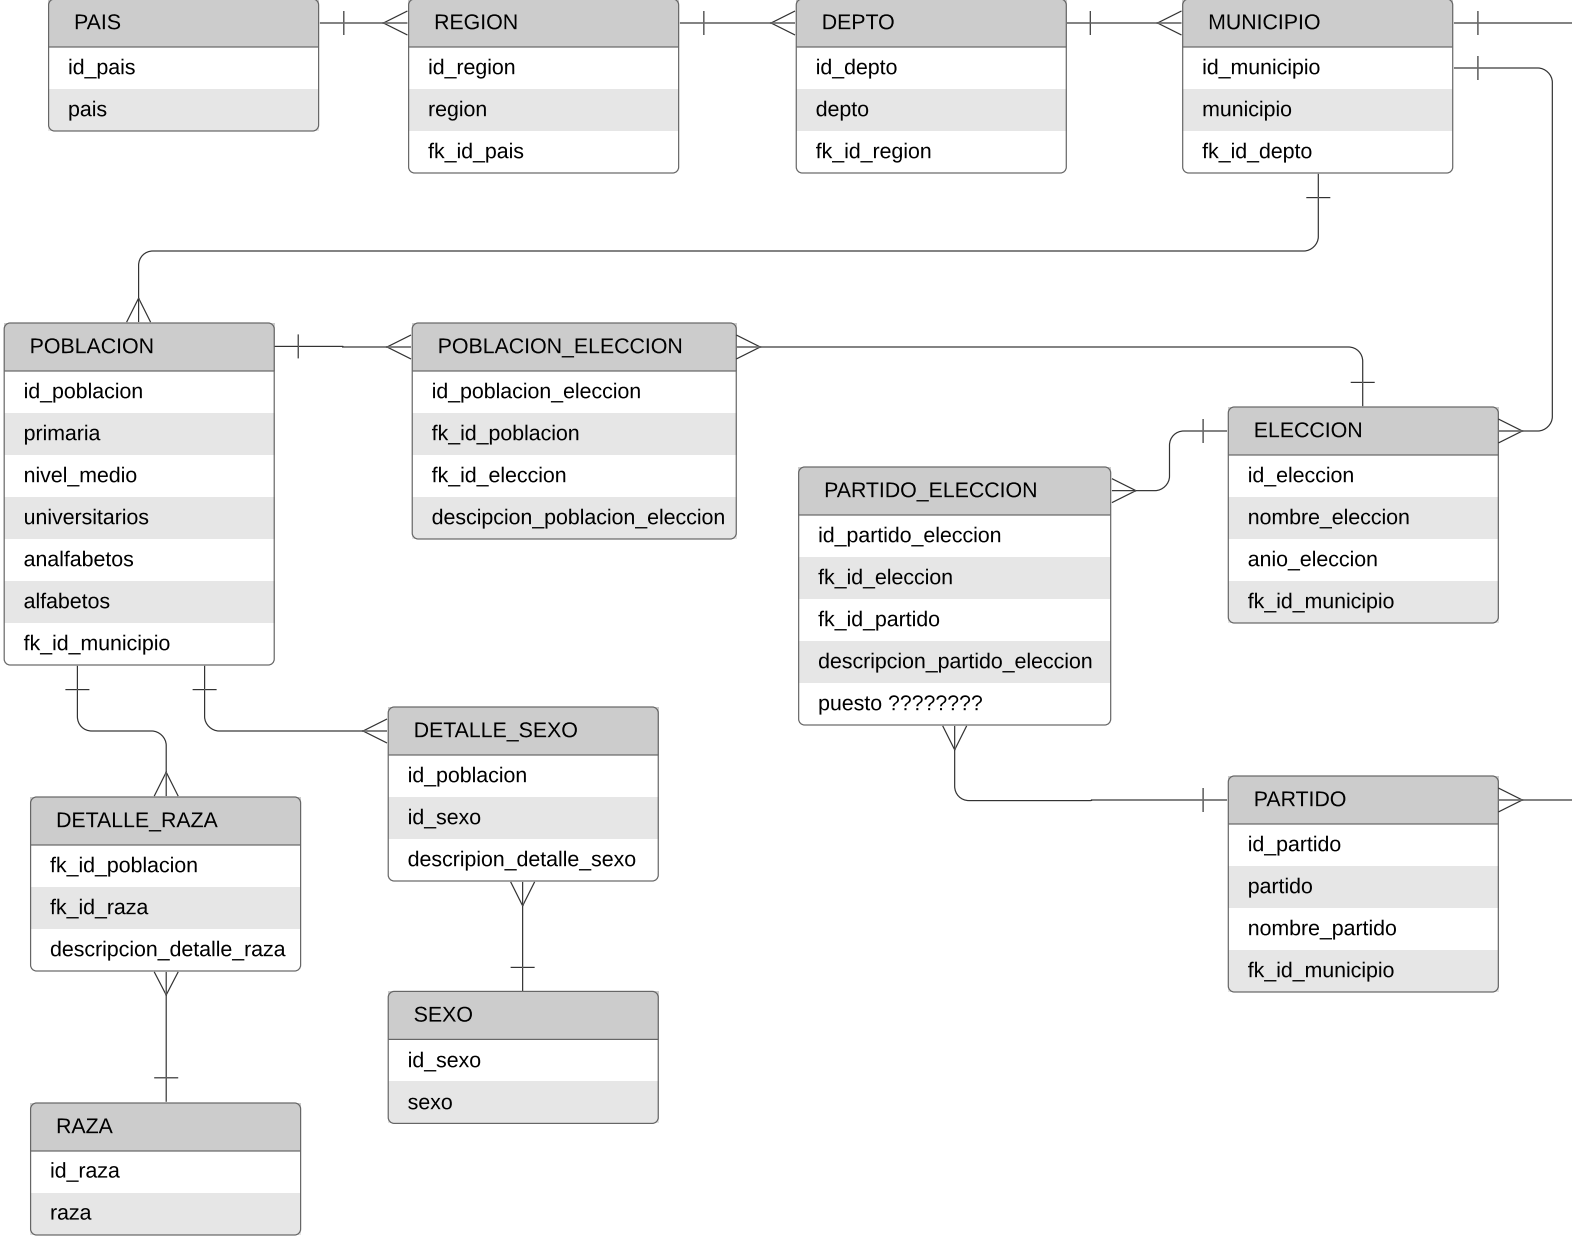 PAIS
id_pais
pais
REGION
id_region
region
fk_id_pais
DEPTO
id_depto
depto
fk_id_region
MUNICIPIO
id_municipio
municipio
fk_id_depto
POBLACION
id_poblacion
primaria
nivel_medio
universitarios
analfabetos
alfabetos
fk_id_municipio
POBLACION_ELECCION
id_poblacion_eleccion
fk_id_poblacion
fk_id_eleccion
descipcion_poblacion_eleccion
ELECCION
id_eleccion
nombre_eleccion
anio_eleccion
fk_id_municipio
PARTIDO_ELECCION
id_partido_eleccion
fk_id_eleccion
fk_id_partido
descripcion_partido_eleccion
puesto ????????
DETALLE_SEXO
id_poblacion
id_sexo
descripion_detalle_sexo
DETALLE_RAZA
fk_id_poblacion
fk_id_raza
descripcion_detalle_raza
PARTIDO
id_partido
partido
nombre_partido
fk_id_municipio
SEXO
id_sexo
sexo
RAZA
id_raza
raza